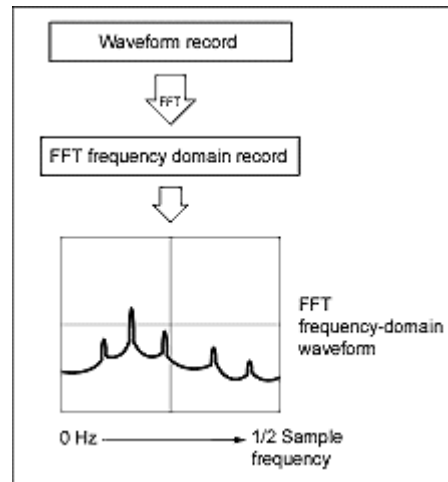 Waveform record
FFT
FFT frequency domain record
FFT
frequency-domain
waveform
0 Hz
1/2 Sample
frequency